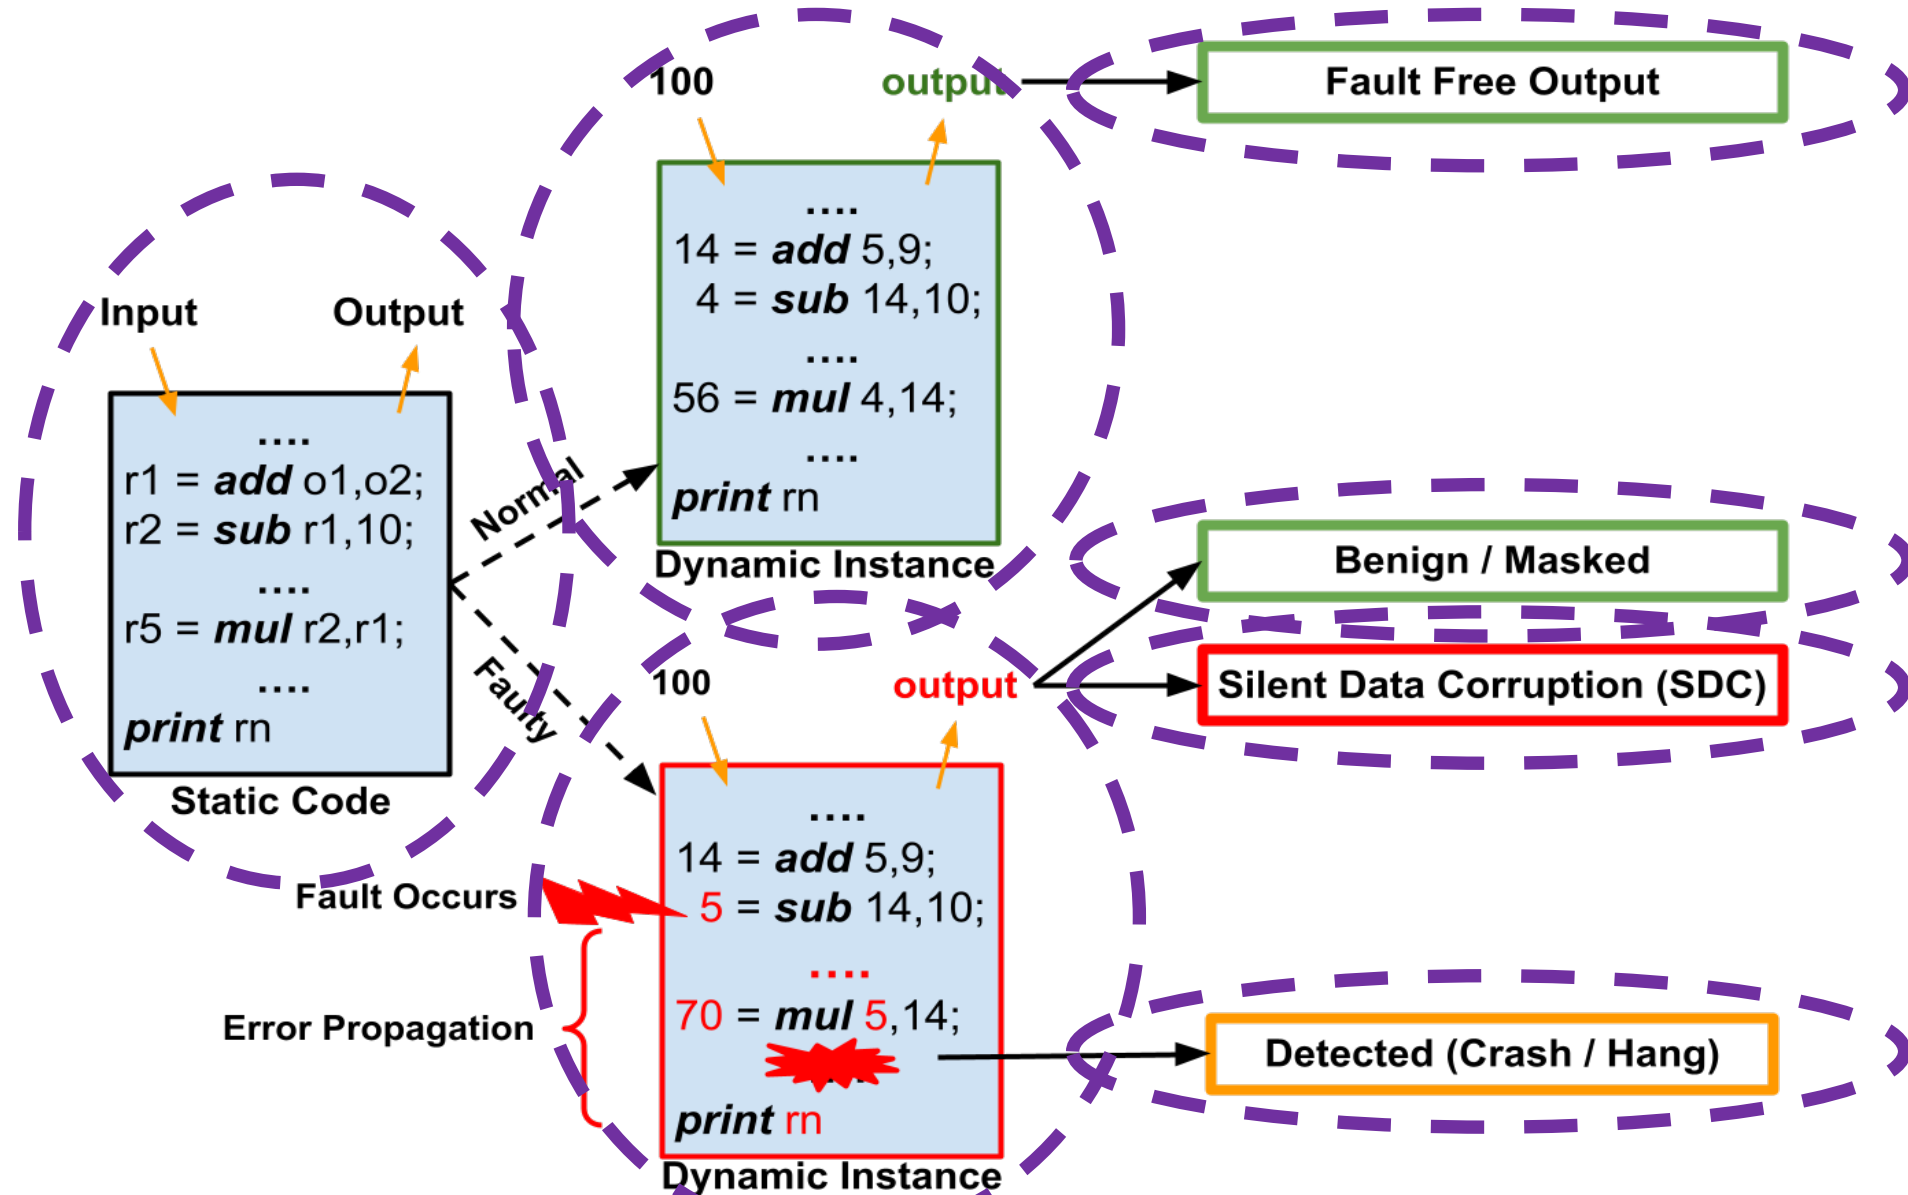 Input
Output
....
r1 = add o1,o2;
r2 = sub r1,10;
....
r5 = mul r2,r1;
....
print rn
Static Code
Normal
Faulty
100
output
....
14 = add 5,9;
4 = sub 14,10;
....
56 = mul 4,14;
....
print rn
Dynamic Instance
Fault Free Output
100
output
....
14 = add 5,9;
5 = sub 14,10;
....
70 = mul 5,14;
print rn
Dynamic Instance
Fault Occurs
Error Propagation
Benign / Masked
Silent Data Corruption (SDC)
Detected (Crash / Hang)